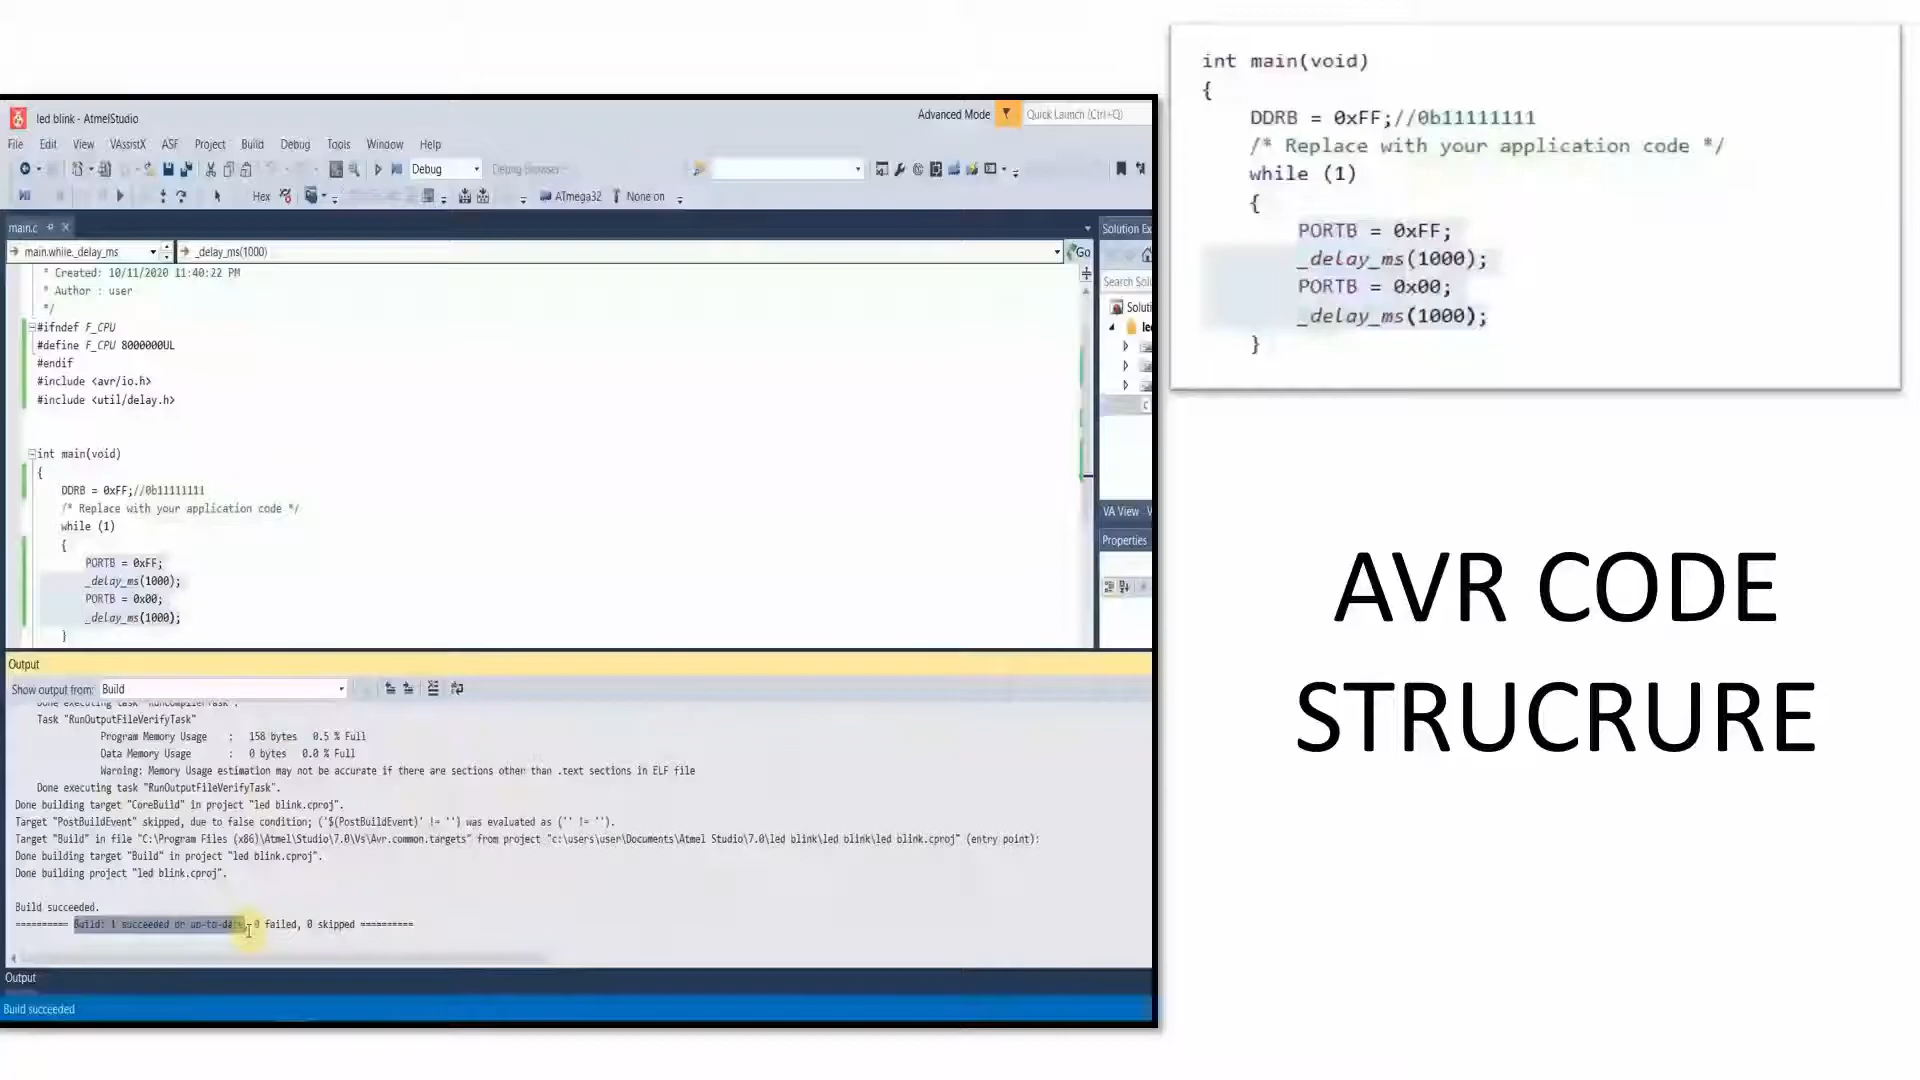 led blink - AtmelStudio
Advanced Mode
Quick Launch (Ctrl+Q)
File Edit View VAssistX ASF Project Build Debug Tools Window Help
Debug
Debug Browser
Hex
ATmega32
None on
main.c
main.while._delay_ms
_delay_ms(1000)
Go
* Created: 10/11/2020 11:40:22 PM
* Author : user
*/
#ifndef F_CPU
#define F_CPU 8000000UL
#endif
#include <avr/io.h>
#include <util/delay.h>
int main(void)
{
DDRB = 0xFF;//0b11111111
/* Replace with your application code */
while (1)
{
PORTB = 0xFF;
_delay_ms(1000);
PORTB = 0x00;
_delay_ms(1000);
}
Solution Ex
Search Solu
Soluti
le
C
VA View V
Properties
Output
Show output from: Build
Done executing task "RunCompilerTask".
Task "RunOutputFileVerifyTask"
Program Memory Usage : 158 bytes 0.5 % Full
Data Memory Usage : 0 bytes 0.0 % Full
Warning: Memory Usage estimation may not be accurate if there are sections other than .text sections in ELF file
Done executing task "RunOutputFileVerifyTask".
Done building target "CoreBuild" in project "led blink.cproj".
Target "PostBuildEvent" skipped, due to false condition; ('$(PostBuildEvent)' != '') was evaluated as ('' != '').
Target "Build" in file "C:\Program Files (x86)\Atmel\Studio\7.0\Vs\Avr.common.targets" from project "c:\users\user\Documents\Atmel Studio\7.0\led blink\led blink\led blink.cproj" (entry point):
Done building target "Build" in project "led blink.cproj".
Done building project "led blink.cproj".
Build succeeded.
========== Build: 1 succeeded or up-to-date, 0 failed, 0 skipped ==========
Output
Build succeeded
int main(void)
{
DDRB = 0xFF;//0b11111111
/* Replace with your application code */
while (1)
{
PORTB = 0xFF;
_delay_ms(1000);
PORTB = 0x00;
_delay_ms(1000);
}
AVR CODE
STRUCRURE